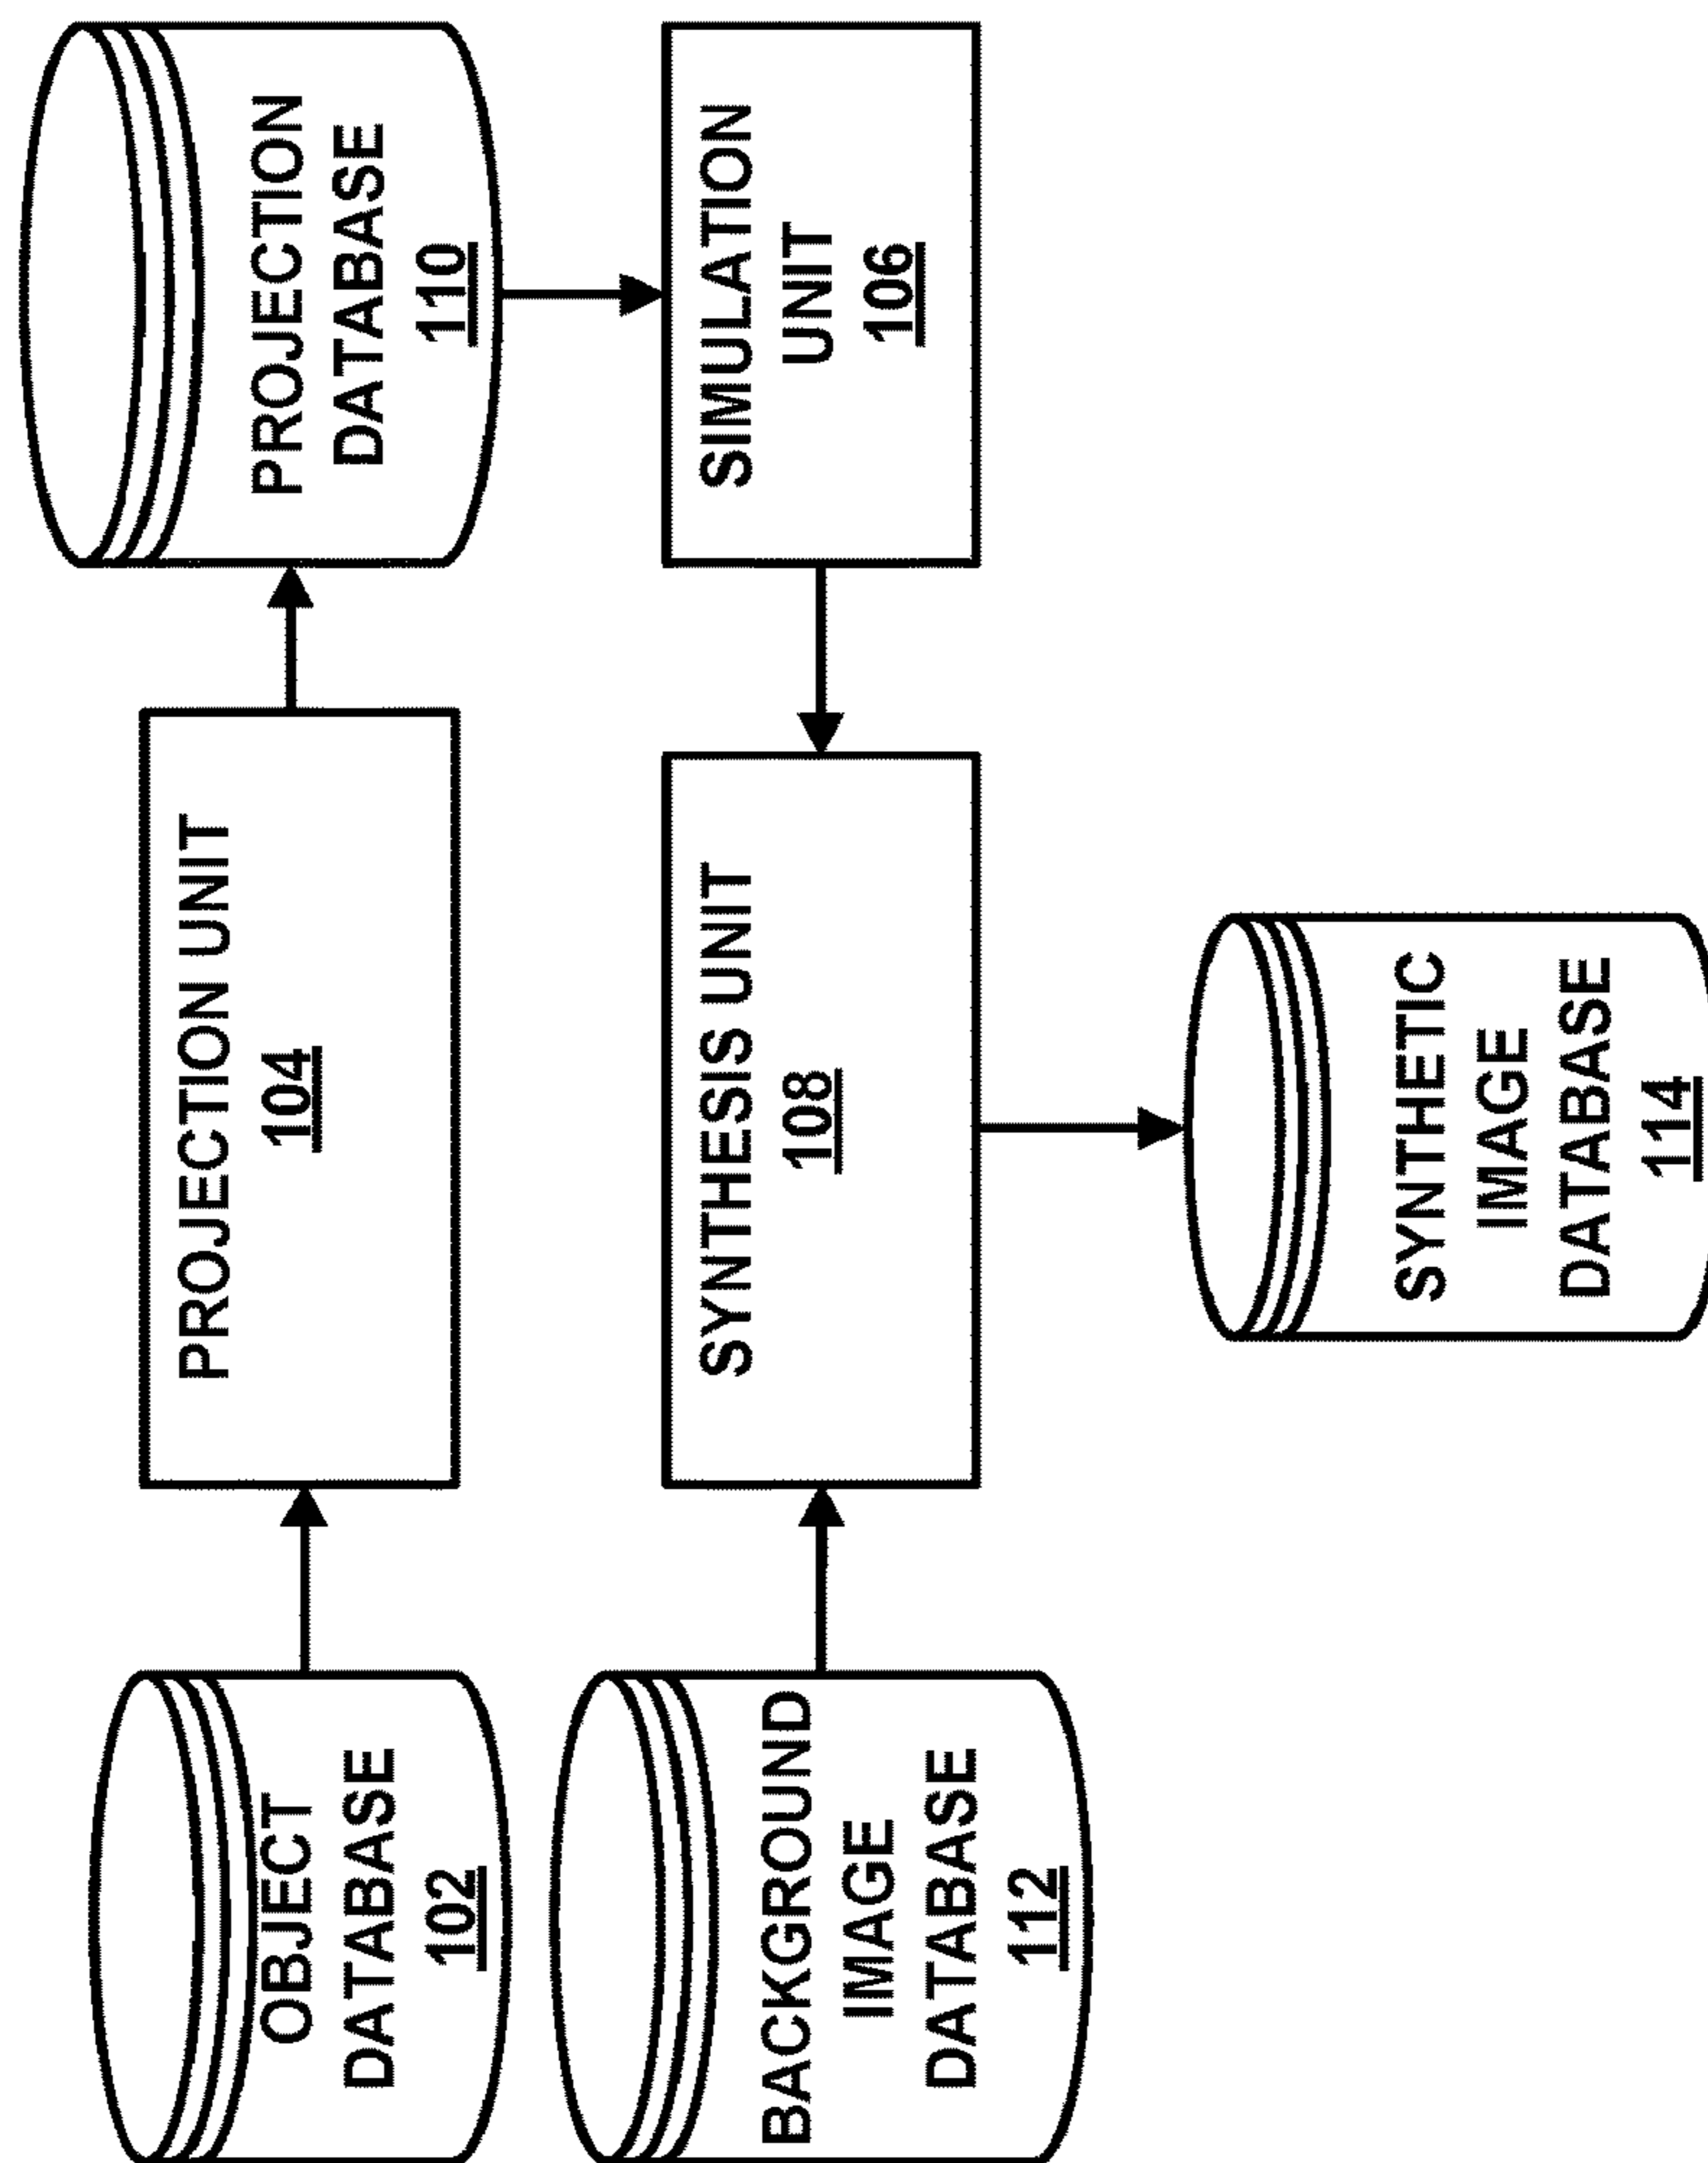 OBJECT
DATABASE
102
PROJECTION UNIT
104
PROJECTION
DATABASE
110
BACKGROUND
IMAGE
DATABASE
112
SYNTHESIS UNIT
108
SIMULATION
UNIT
106
SYNTHETIC
IMAGE
DATABASE
114